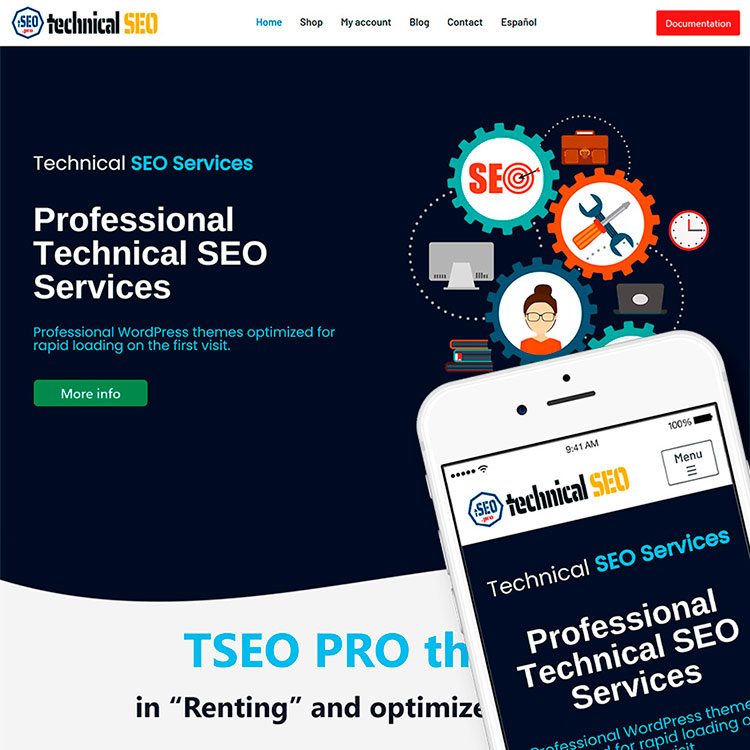 tSEO
.pro
technical SEO
Home Shop My account Blog Contact Español
Documentation
Technical SEO Services
Professional
Technical SEO
Services
Professional WordPress themes optimized for
rapid loading on the first visit.
More info
SEO
TSEO PRO th
in “Renting” and optimize
9:41 AM
100%
tSEO
.pro
technical SEO
Menu
Technical SEO Services
Professional
Technical SEO
Services
Professional WordPress theme
for rapid loading o
visit.